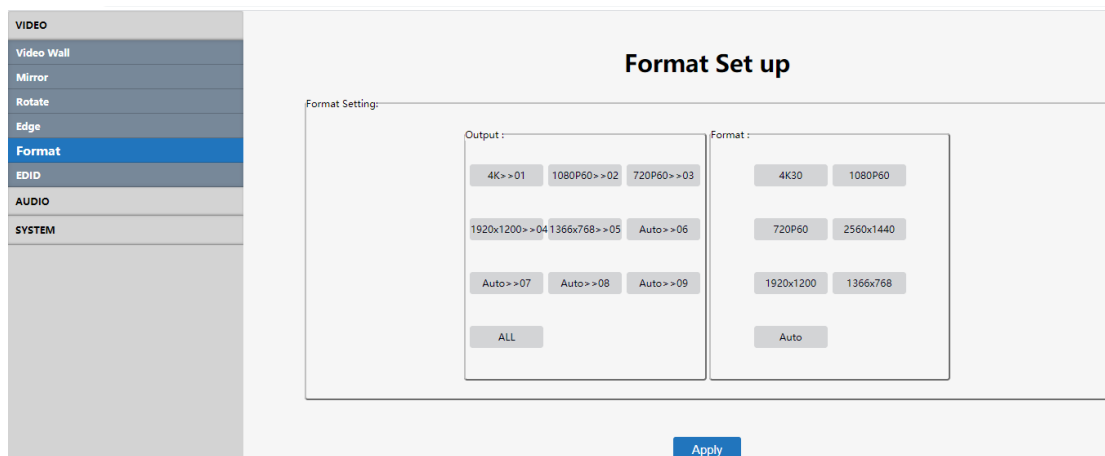 VIDEO
Video Wall
Mirror
Rotate
Edge
Format
EDID
AUDIO
SYSTEM
Format Set up
Format Setting:
Output :
4K>>01 1080P60>>02 720P60>>03
1920x1200>>04 1366x768>>05 Auto>>06
Auto>>07 Auto>>08 Auto>>09
ALL
Format :
4K30 1080P60
720P60 2560x1440
1920x1200 1366x768
Auto
Apply